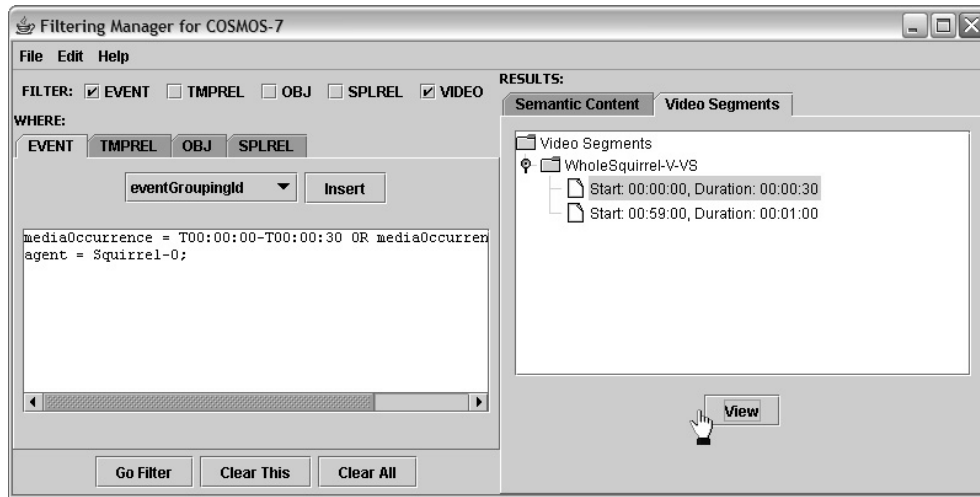 Filtering Manager for COSMOS-7
File Edit Help
FILTER: EVENT TMPREL OBJ SPLREL VIDEO
WHERE:
EVENT TMPREL OBJ SPLREL
eventGroupingId Insert
mediaOccurrence = T00:00:00-T00:00:30 OR mediaOccurren
agent = Squirrel-O;
Go Filter Clear This Clear All
RESULTS:
Semantic Content Video Segments
Video Segments
WholeSquirrel-V-VS
Start: 00:00:00, Duration: 00:00:30
Start: 00:59:00, Duration: 00:01:00
View